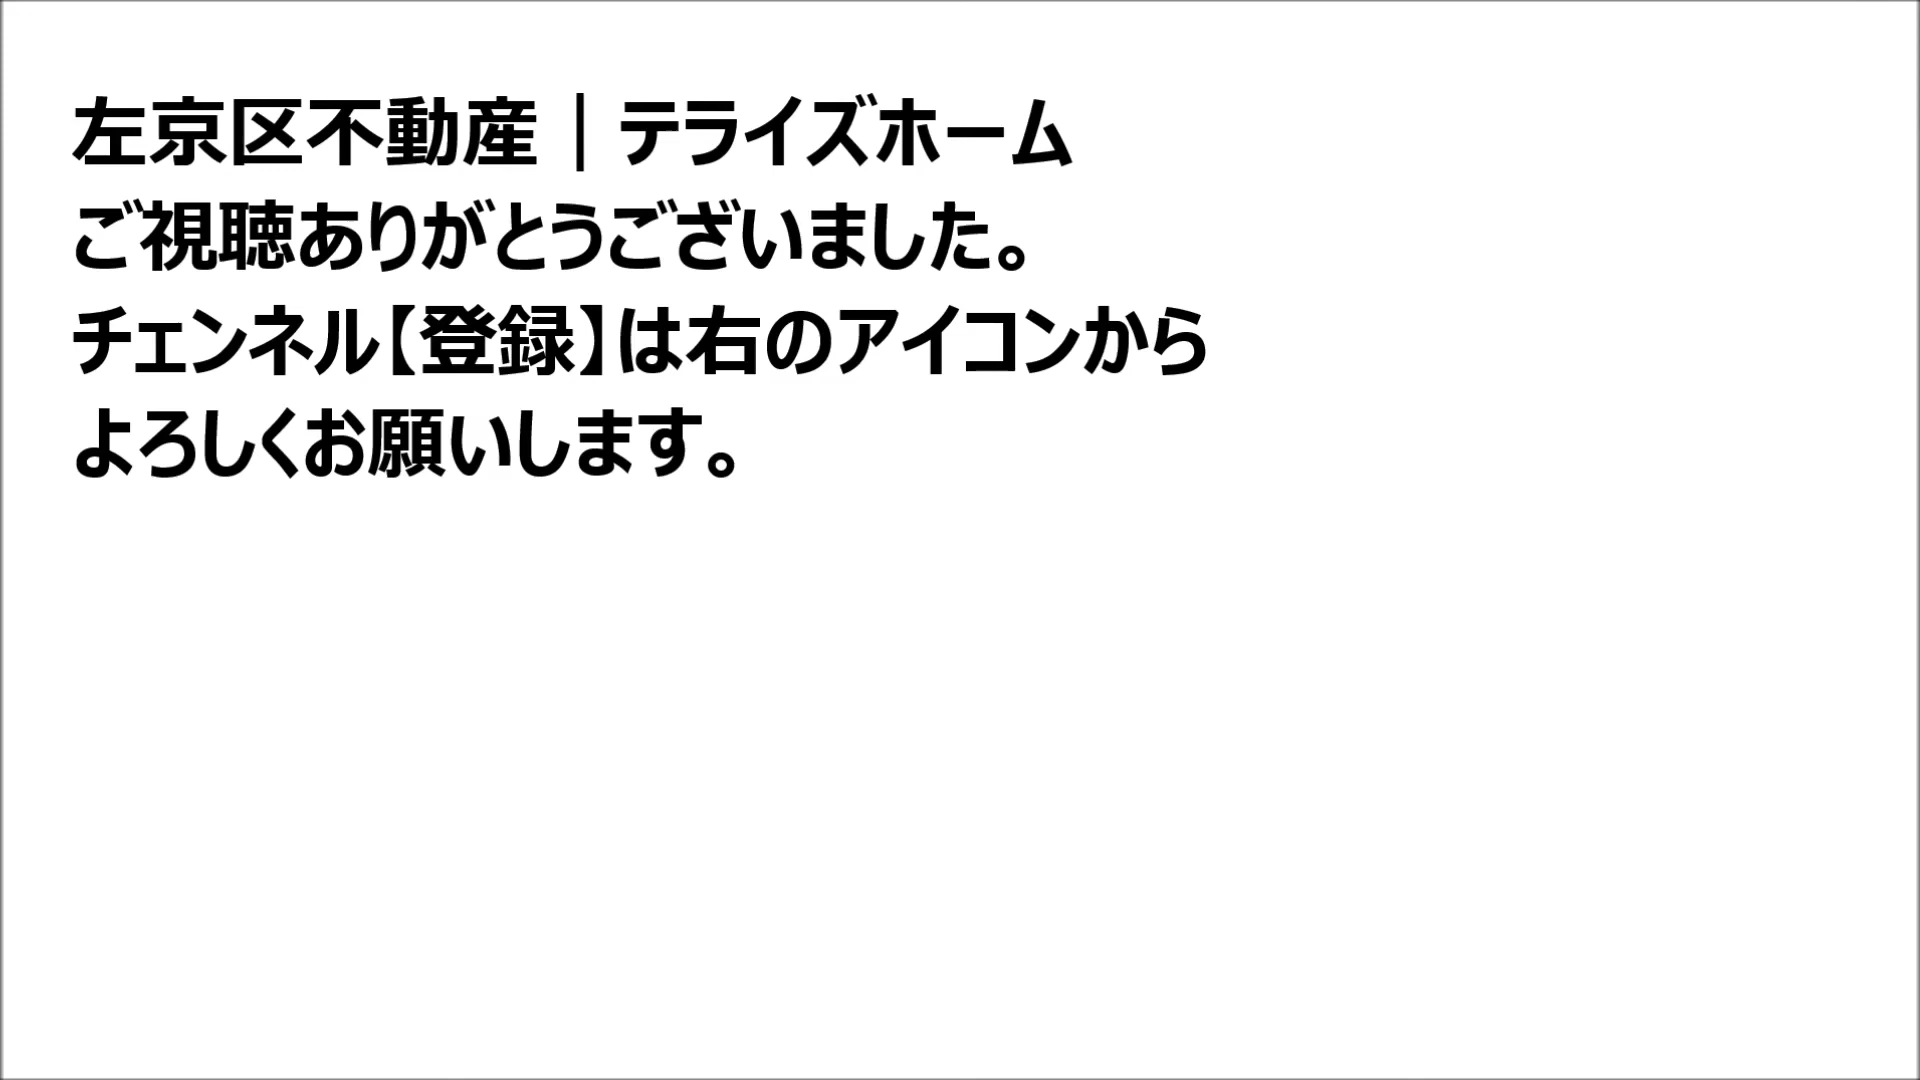 左京区不動産｜テライズホーム
ご視聴ありがとうございました。
チェンネル【登録】は右のアイコンから
よろしくお願いします。